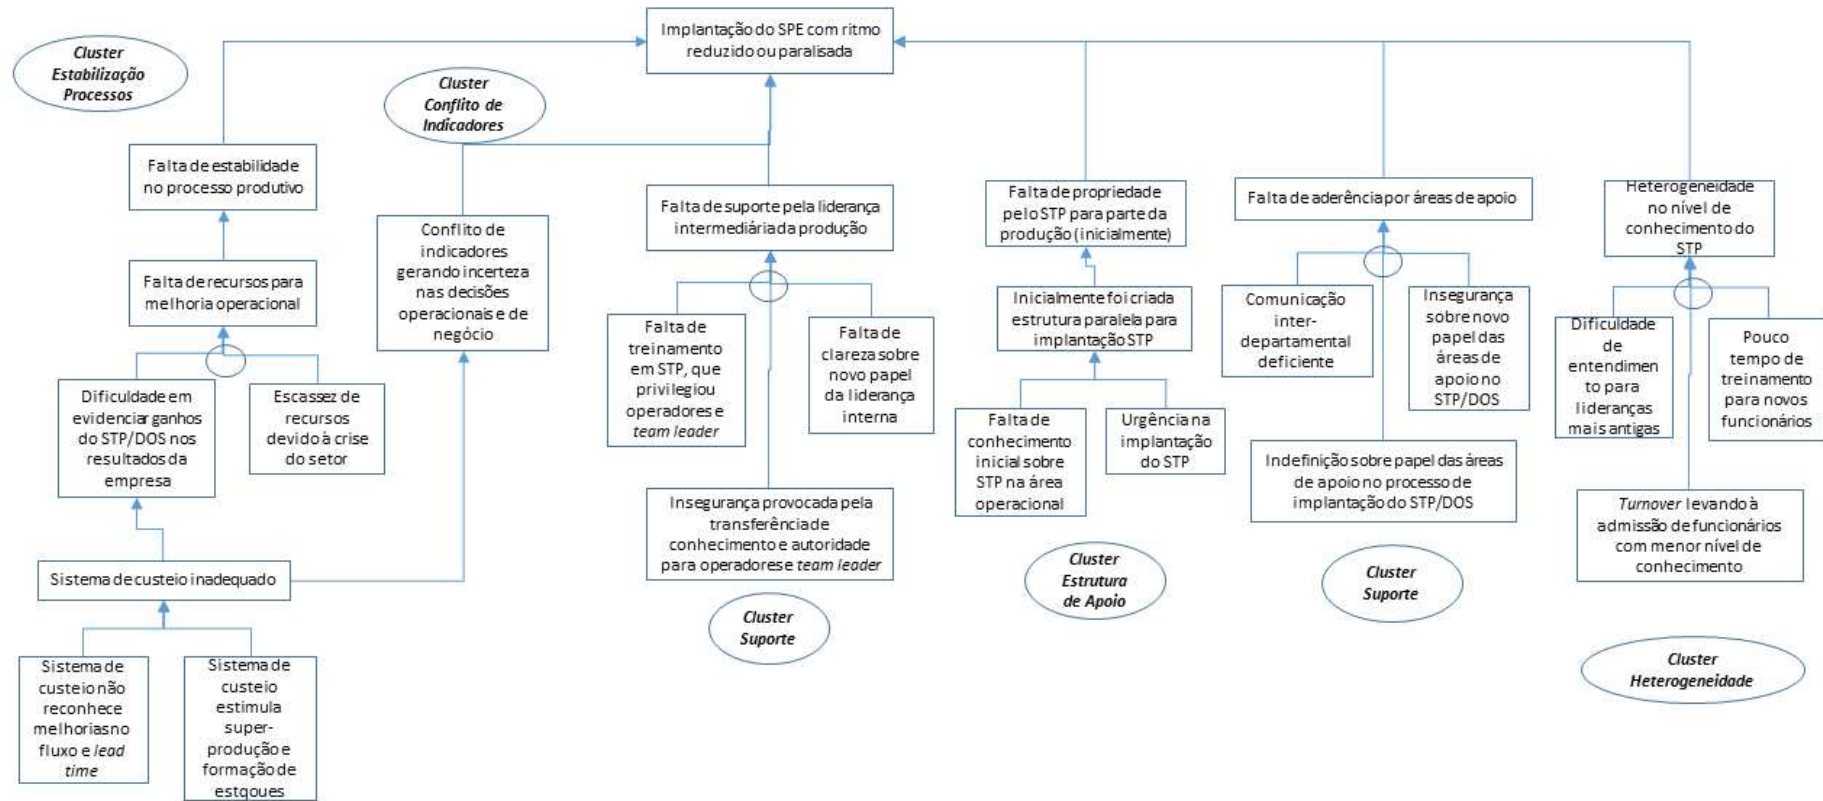 Implantação do SPE com ritmo
reduzido ou paralisada
Cluster
Estabilização
Processos
Cluster
Conflito de
Indicadores
Falta de estabilidade
no processo produtivo
Falta de recursos para
melhoria operacional
Dificuldade em
evidenciar ganhos
do STP/DOS nos
resultados da
empresa
Escassez de
recursos
devido à crise
do setor
Sistema de custeio inadequado
Sistema de
custeio não
reconhece
melhorias no
fluxo e lead
time
Sistema de
custeio
estimula
super-
produção e
formação de
estqoues
Conflito de
indicadores
gerando incerteza
nas decisões
operacionais e de
negócio
Falta de suporte pela liderança
intermediária da produção
Falta de
treinamento
em STP, que
privilegiou
operadores e
team leader
Falta de
clareza sobre
novo papel
da liderança
interna
Insegurança provocada pela
transferência de
conhecimento e autoridade
para operadores e team leader
Cluster
Suporte
Falta de propriedade
pelo STP para parte da
produção (inicialmente)
Inicialmente foi criada
estrutura paralela para
implantação STP
Falta de
conhecimento
inicial sobre
STP na área
operacional
Urgência na
implantação
do STP
Cluster
Estrutura
de Apoio
Falta de aderência por áreas de apoio
Comunicação
inter-
departamental
deficiente
Insegurança
sobre novo
papel das
áreas de
apoio no
STP/DOS
Indefinição sobre papel das áreas
de apoio no processo de
implantação do STP/DOS
Cluster
Suporte
Heterogeneidade
no nível de
conhecimento do
STP
Dificuldade
de
entendimen
to para
lideranças
mais antigas
Pouco
tempo de
treinamento
para novos
funcionários
Turnover levando à
admissão de funcionários
com menor nível de
conhecimento
Cluster
Heterogeneidade